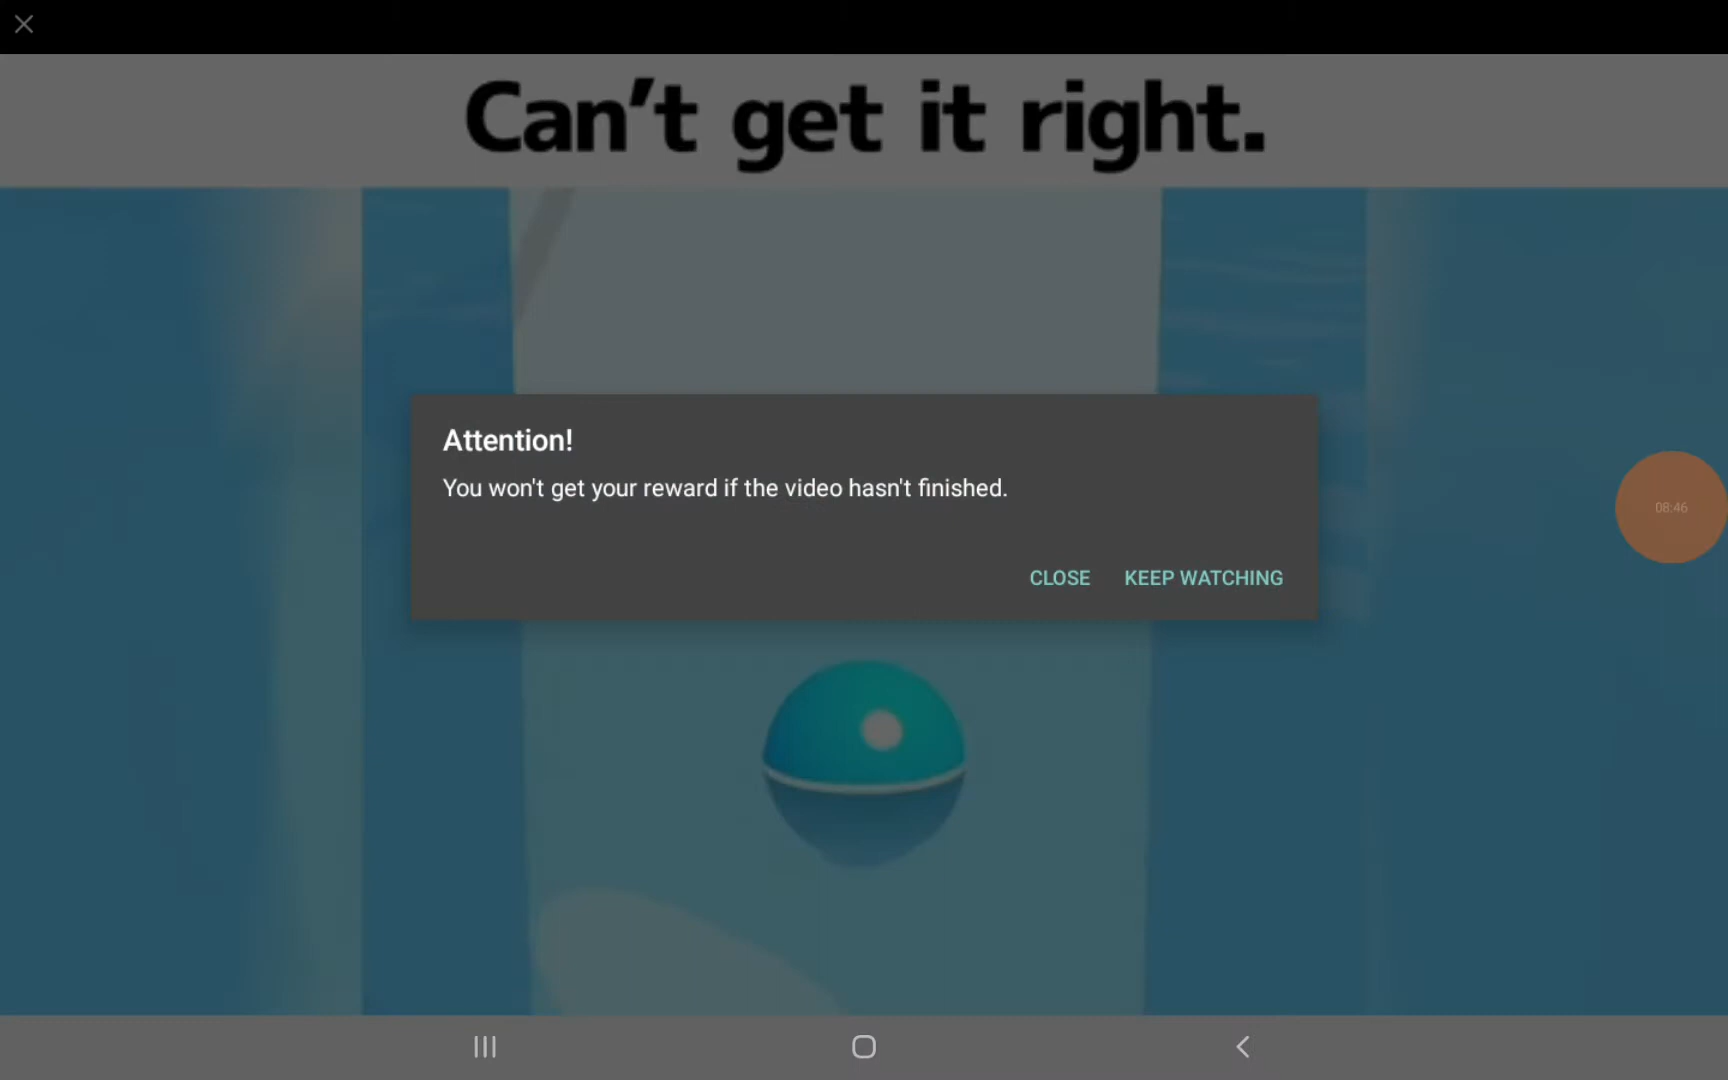 Can't get it right.
Attention!
You won't get your reward if the video hasn't finished.
08:46
CLOSE KEEP WATCHING